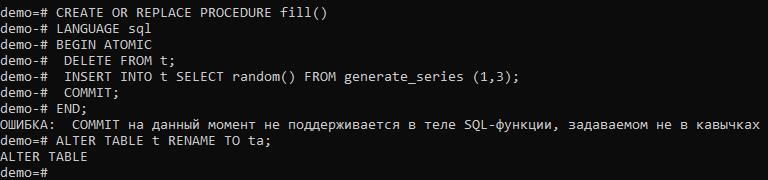 demo=# CREATE OR REPLACE PROCEDURE fill()
demo-# LANGUAGE sql
demo-# BEGIN ATOMIC
demo-#  DELETE FROM t;
demo-#  INSERT INTO t SELECT random() FROM generate_series (1,3);
demo-#  COMMIT;
demo-# END;
ОШИБКА:  COMMIT на данный момент не поддерживается в теле SQL-функции, задаваемом не в кавычках
demo=# ALTER TABLE t RENAME TO ta;
ALTER TABLE
demo=#